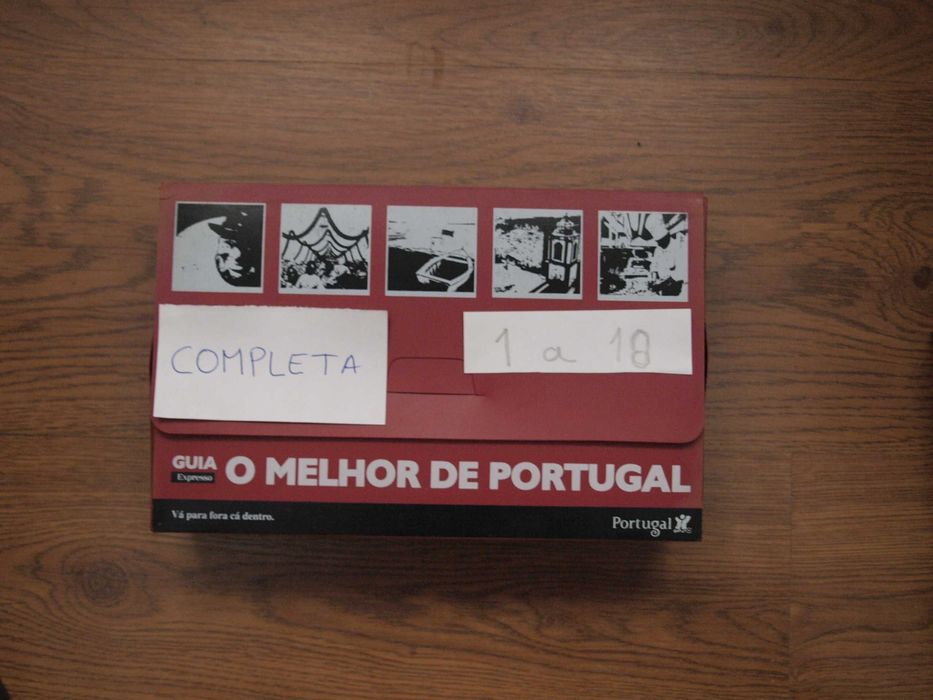 COMPLETA
1 a 18
GUIA
Expresso
O MELHOR DE PORTUGAL
Vá para fora cá dentro.
Portugal